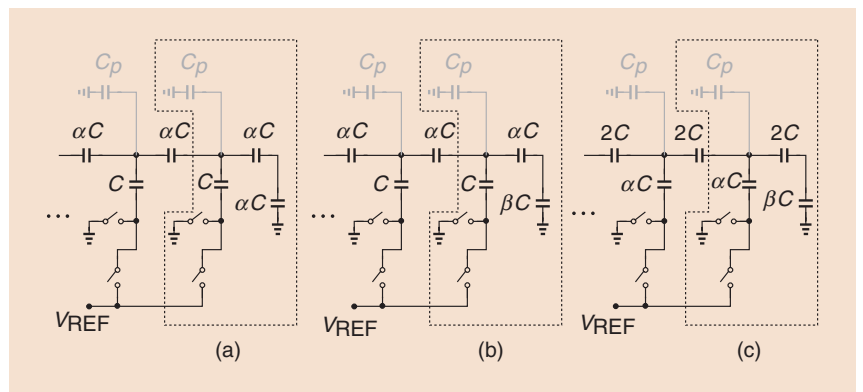 Cp Cp Cp Cp Cp Cp
αC αC αC αC αC αC 2C 2C 2C
C C αC C C βC αC αC βC
... ... ...
VREF VREF VREF
(a) (b) (c)